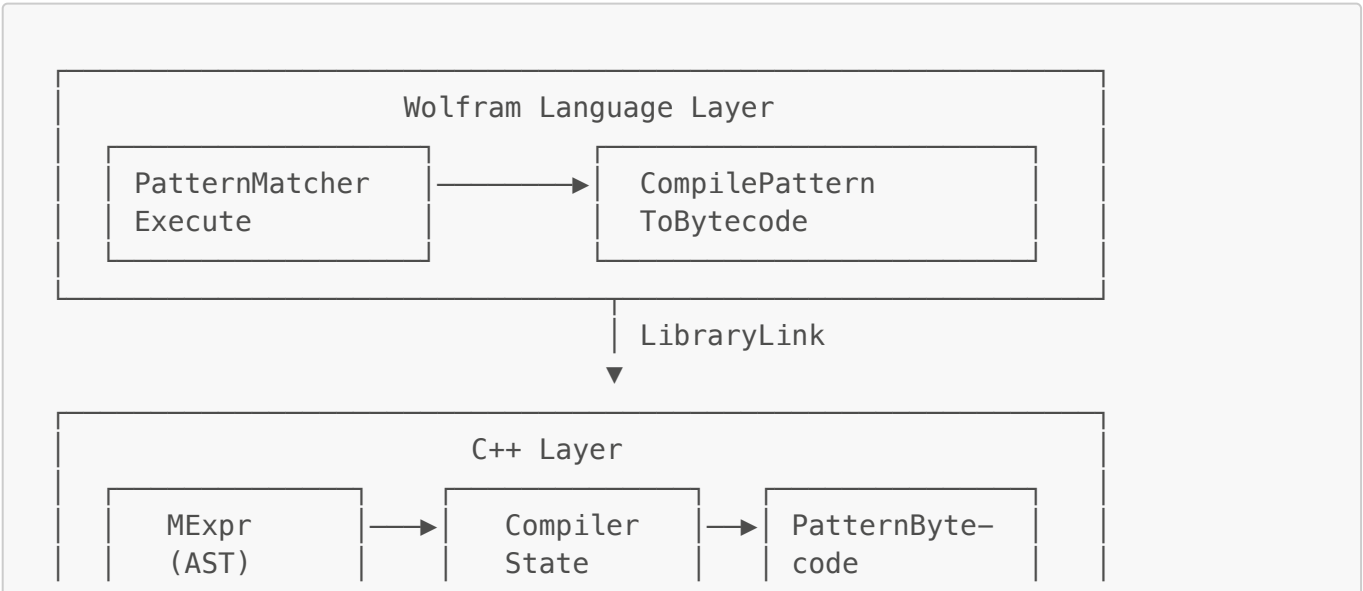 Wolfram Language Layer
PatternMatcher CompilePattern
Execute ToBytecode
LibraryLink
C++ Layer
MExpr Compiler PatternByte-
(AST) State code